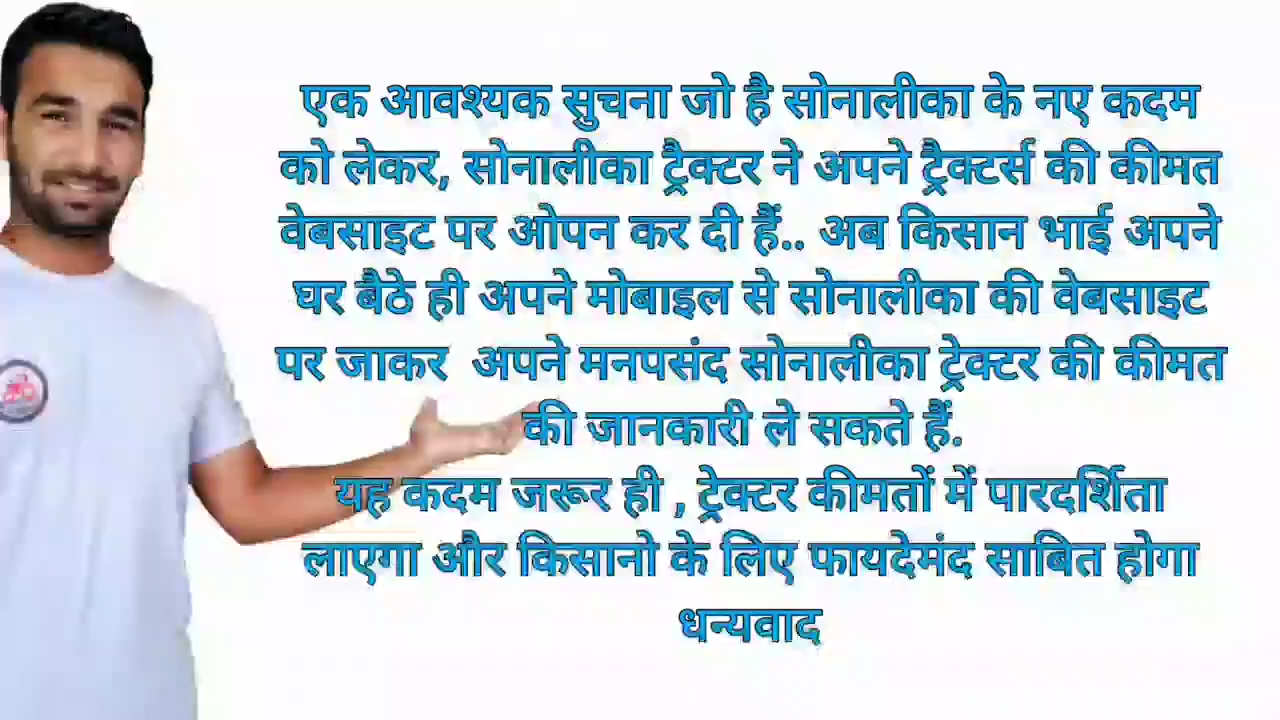 एक आवश्यक सुचना जो है सोनालीका के नए कदम
को लेकर, सोनालीका ट्रैक्टर ने अपने ट्रैक्टर्स की कीमत
वेबसाइट पर ओपन कर दी हैं.. अब किसान भाई अपने
घर बैठे ही अपने मोबाइल से सोनालीका की वेबसाइट
पर जाकर अपने मनपसंद सोनालीका ट्रेक्टर की कीमत
की जानकारी ले सकते हैं.
यह कदम जरूर ही , ट्रेक्टर कीमतों में पारदर्शिता
लाएगा और किसानो के लिए फायदेमंद साबित होगा
धन्यवाद